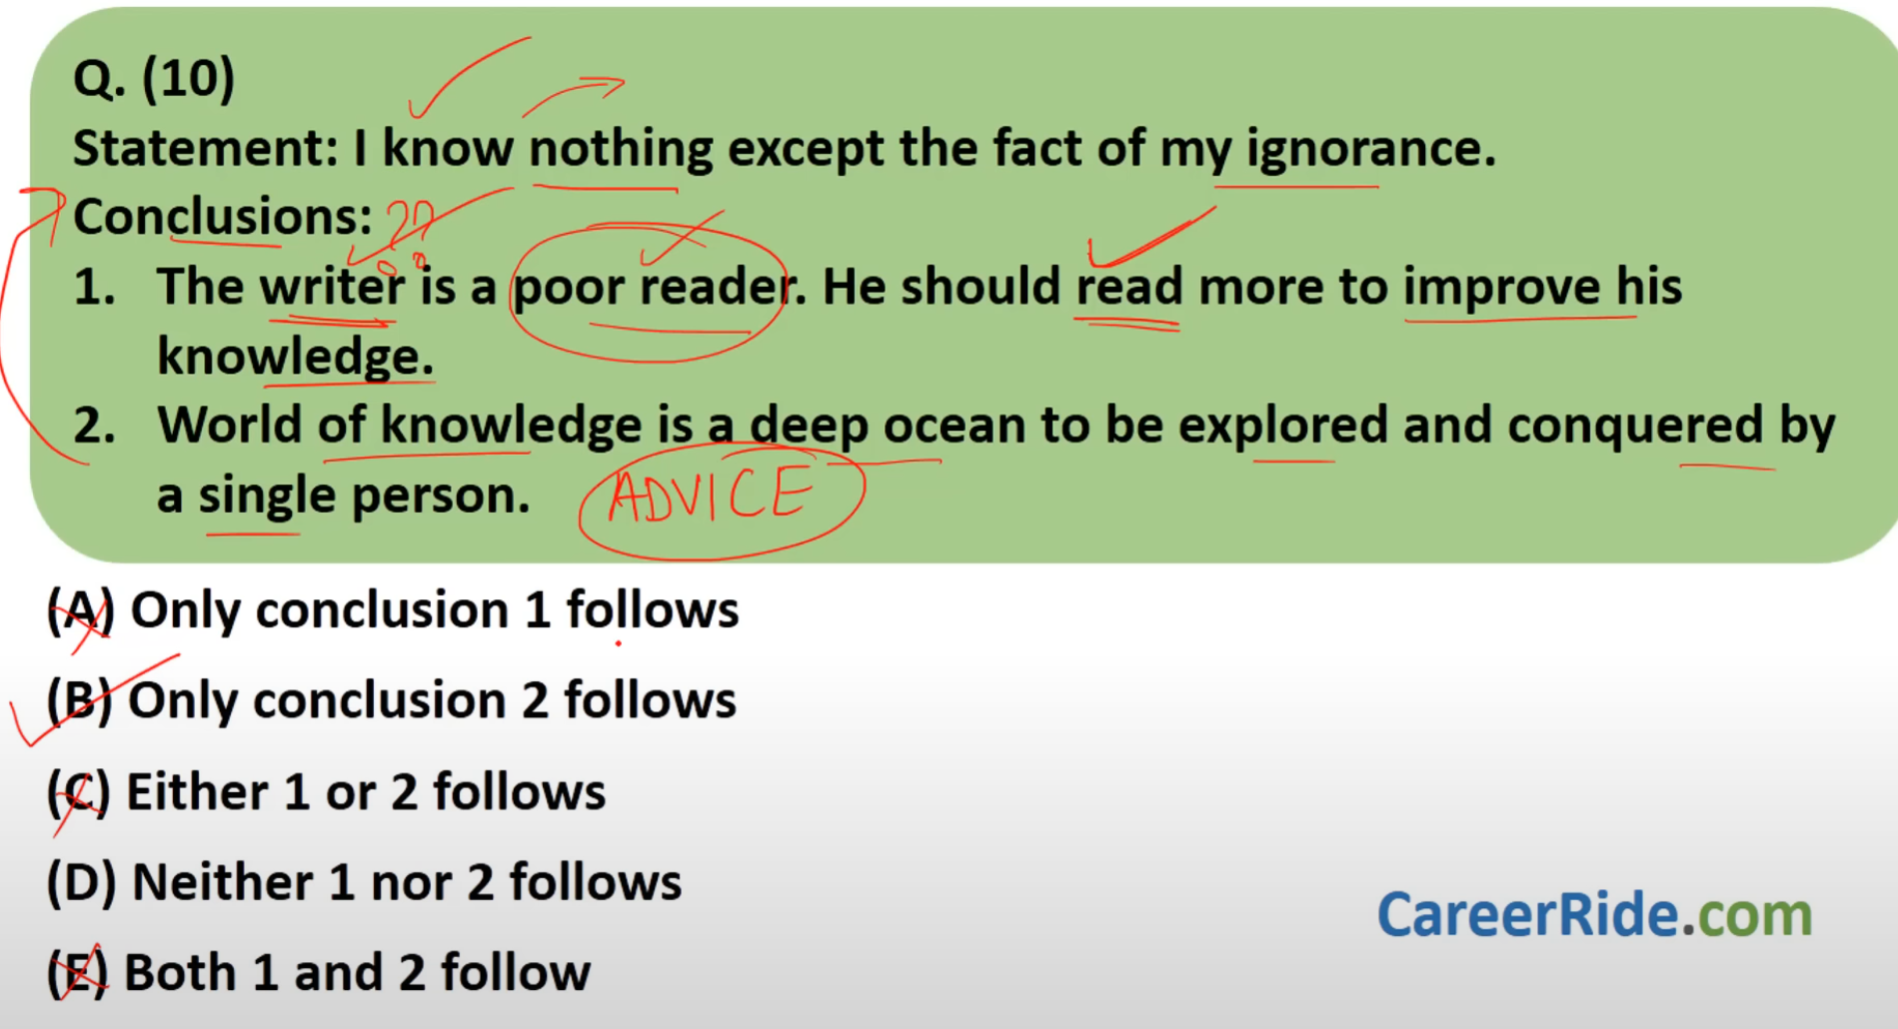 Q. (10)
Statement: I know nothing except the fact of my ignorance.
Conclusions: ??
1. The writer is a poor reader. He should read more to improve his
knowledge.
2. World of knowledge is a deep ocean to be explored and conquered by
a single person. ADVICE
(A) Only conclusion 1 follows
(B) Only conclusion 2 follows
(C) Either 1 or 2 follows
(D) Neither 1 nor 2 follows
(E) Both 1 and 2 follow
CareerRide.com